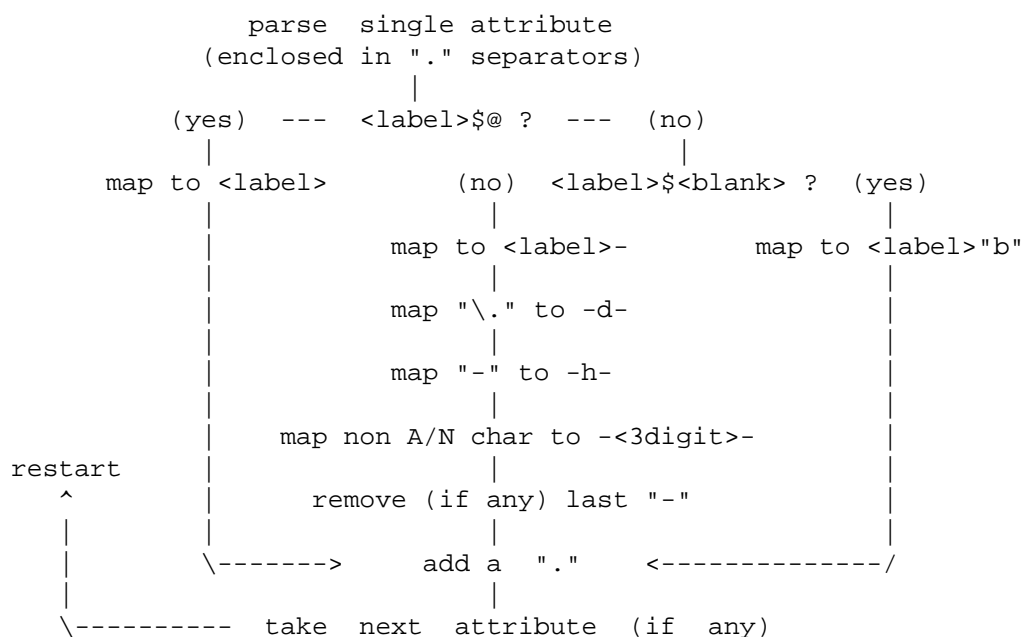 parse single attribute
(enclosed in "." separators)
|
(yes) --- <label>$@ ? --- (no)
| |
map to <label> (no) <label>$<blank> ? (yes)
| | |
| map to <label>- map to <label>"b"
| | |
| map "\." to -d- |
| | |
| map "-" to -h- |
| | |
| map non A/N char to -<3digit>- |
restart | | |
^ | remove (if any) last "-" |
| | | |
| \-------> add a "." <--------------/
| |
\---------- take next attribute (if any)